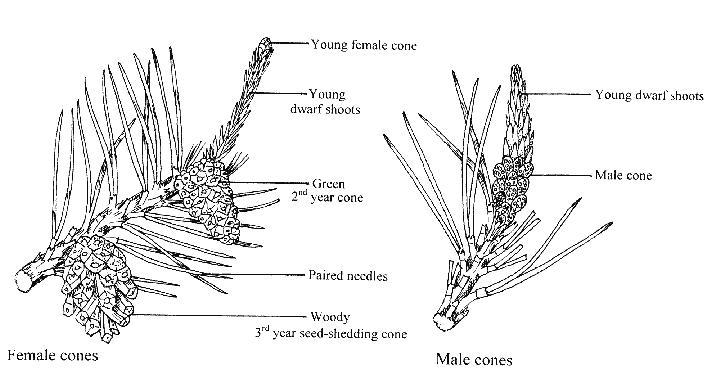 Young female cone
Young
dwarf shoots
Green
2nd year cone
Paired needles
Woody
3rd year seed-shedding cone
Female cones
Young dwarf shoots
Male cone
Male cones